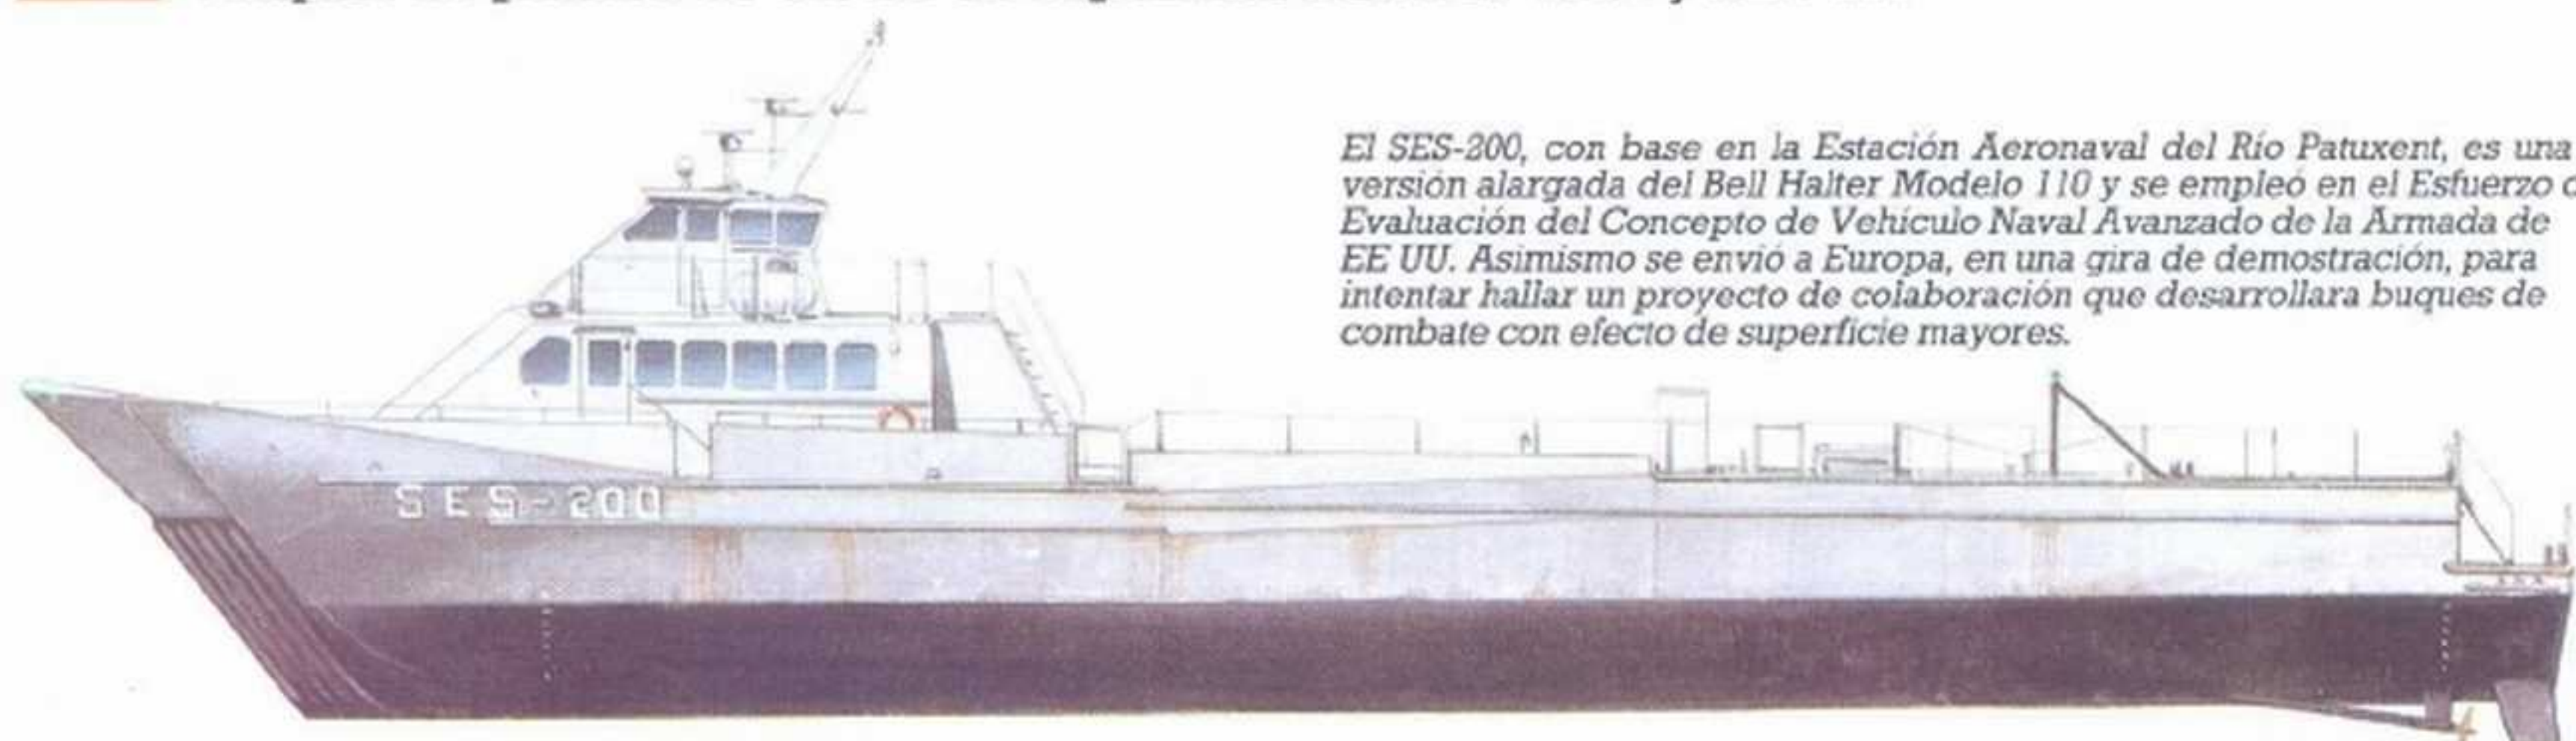 El SES-200, con base en la Estación Aeronaval del Río Patuxent, es una
versión alargada del Bell Halter Modelo 110 y se empleó en el Esfuerzo
Evaluación del Concepto de Vehículo Naval Avanzado de la Armada de
EE UU. Asimismo se envió a Europa, en una gira de demostración, para
intentar hallar un proyecto de colaboración que desarrollara buques de
combate con efecto de superficie mayores.
SES-200